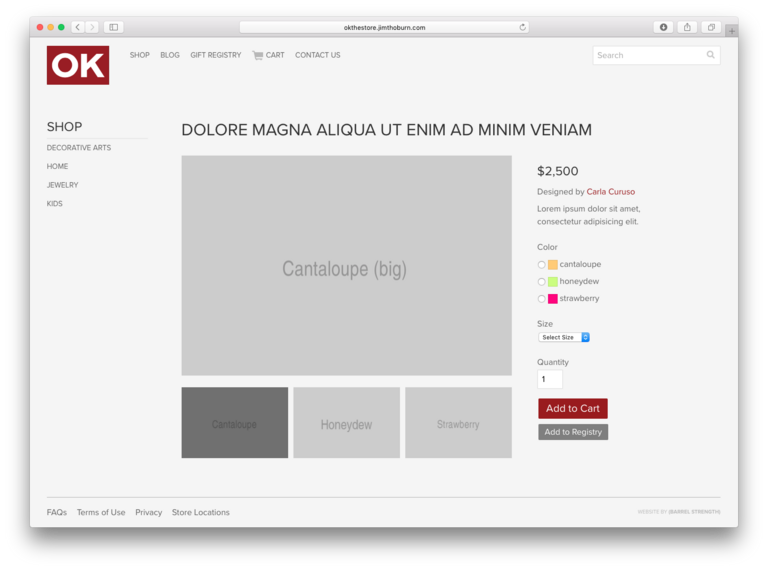 okthestore.jimthoburn.com
OK
SHOP BLOG GIFT REGISTRY CART CONTACT US
Search
SHOP
DECORATIVE ARTS
HOME
JEWELRY
KIDS
DOLORE MAGNA ALIQUA UT ENIM AD MINIM VENIAM
Cantaloupe (big)
Cantaloupe
Honeydew
Strawberry
$2,500
Designed by Carla Curuso
Lorem ipsum dolor sit amet,
consectetur adipisicing elit.
Color
cantaloupe
honeydew
strawberry
Size
Select Size
Quantity
1
Add to Cart
Add to Registry
FAQs Terms of Use Privacy Store Locations
WEBSITE BY (BARREL STRENGTH)